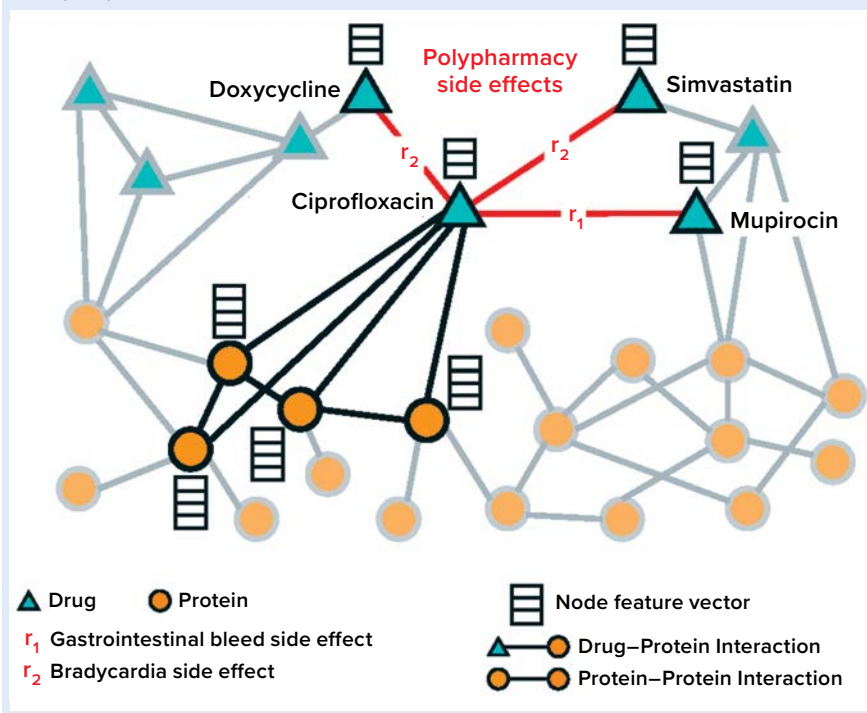 Polypharmacy
side effects
Doxycycline
Simvastatin
r2
r2
Ciprofloxacin
r1
Mupirocin
Drug
Protein
Node feature vector
r1 Gastrointestinal bleed side effect
Drug–Protein Interaction
r2 Bradycardia side effect
Protein–Protein Interaction